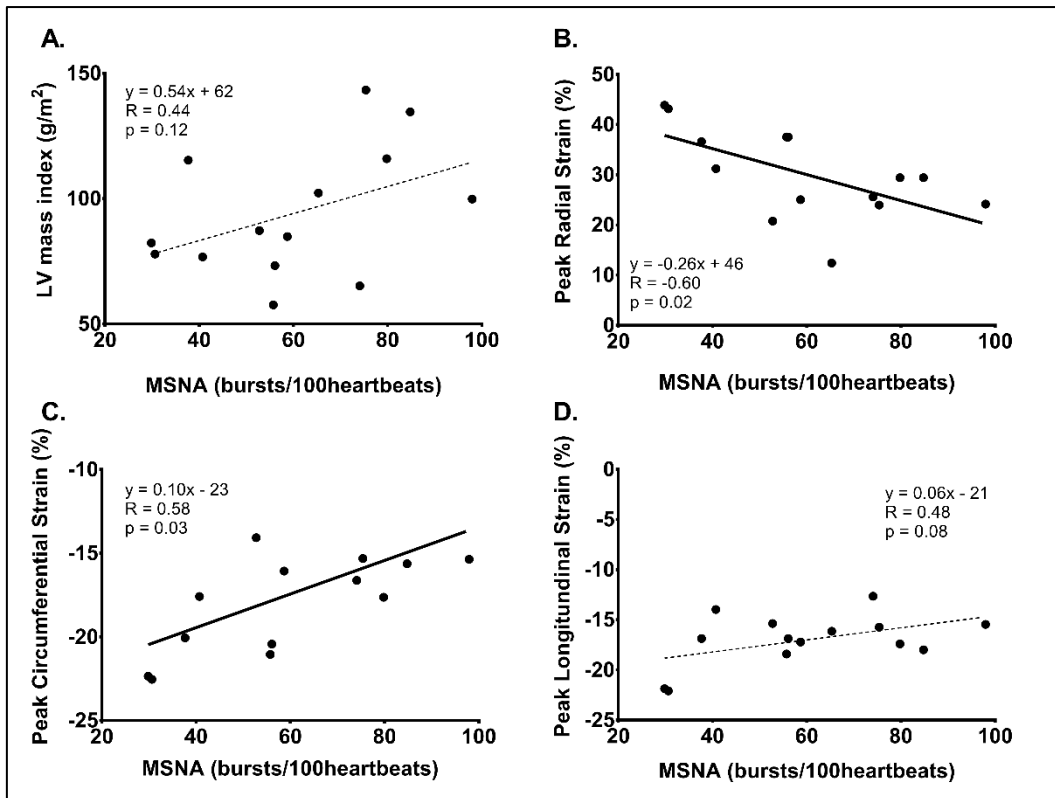 A.
LV mass index (g/m²)
150
100
50
y = 0.54x + 62
R = 0.44
p = 0.12
20 40 60 80 100
MSNA (bursts/100heartbeats)
B.
Peak Radial Strain (%)
50
40
30
20
10
0
y = -0.26x + 46
R = -0.60
p = 0.02
20 40 60 80 100
MSNA (bursts/100heartbeats)
C.
Peak Circumferential Strain (%)
-10
-15
-20
-25
y = 0.10x - 23
R = 0.58
p = 0.03
20 40 60 80 100
MSNA (bursts/100heartbeats)
D.
Peak Longitundinal Strain (%)
0
-5
-10
-15
-20
-25
y = 0.06x - 21
R = 0.48
p = 0.08
20 40 60 80 100
MSNA (bursts/100heartbeats)